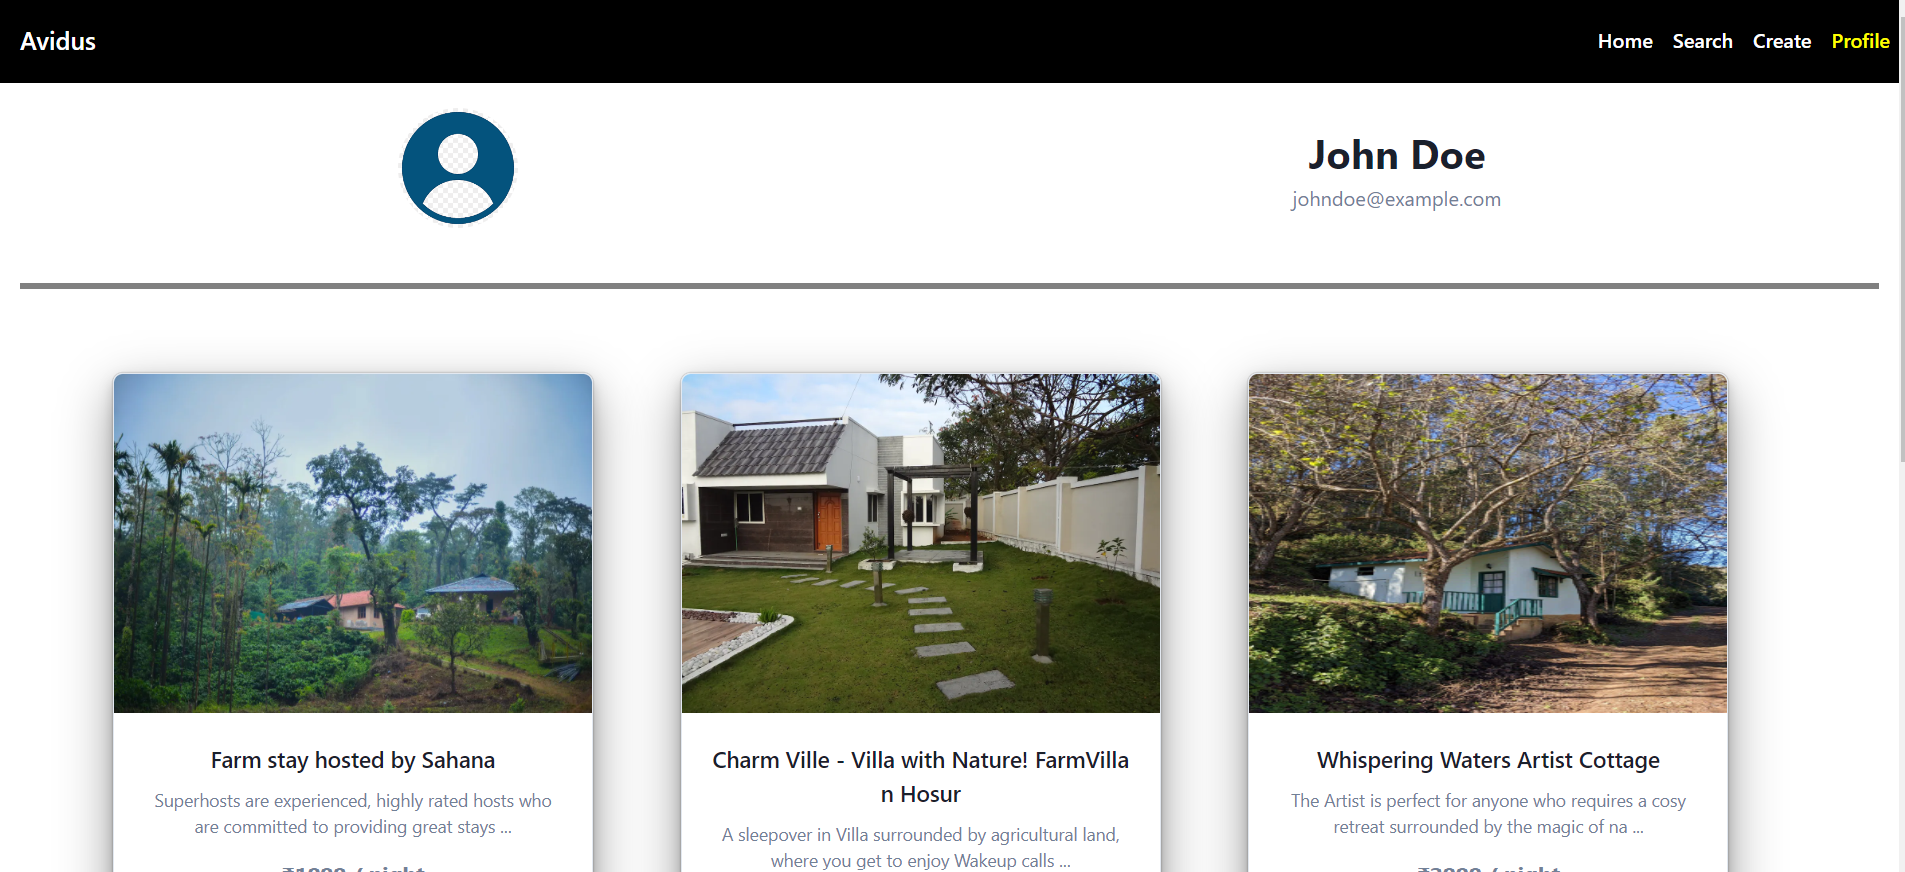 Avidus
Home Search Create Profile
John Doe
johndoe@example.com
Farm stay hosted by Sahana
Superhosts are experienced, highly rated hosts who
are committed to providing great stays ...
Charm Ville - Villa with Nature! FarmVilla
n Hosur
A sleepover in Villa surrounded by agricultural land,
where you get to enjoy Wakeup calls ...
Whispering Waters Artist Cottage
The Artist is perfect for anyone who requires a cosy
retreat surrounded by the magic of na ...
/ night
/ night